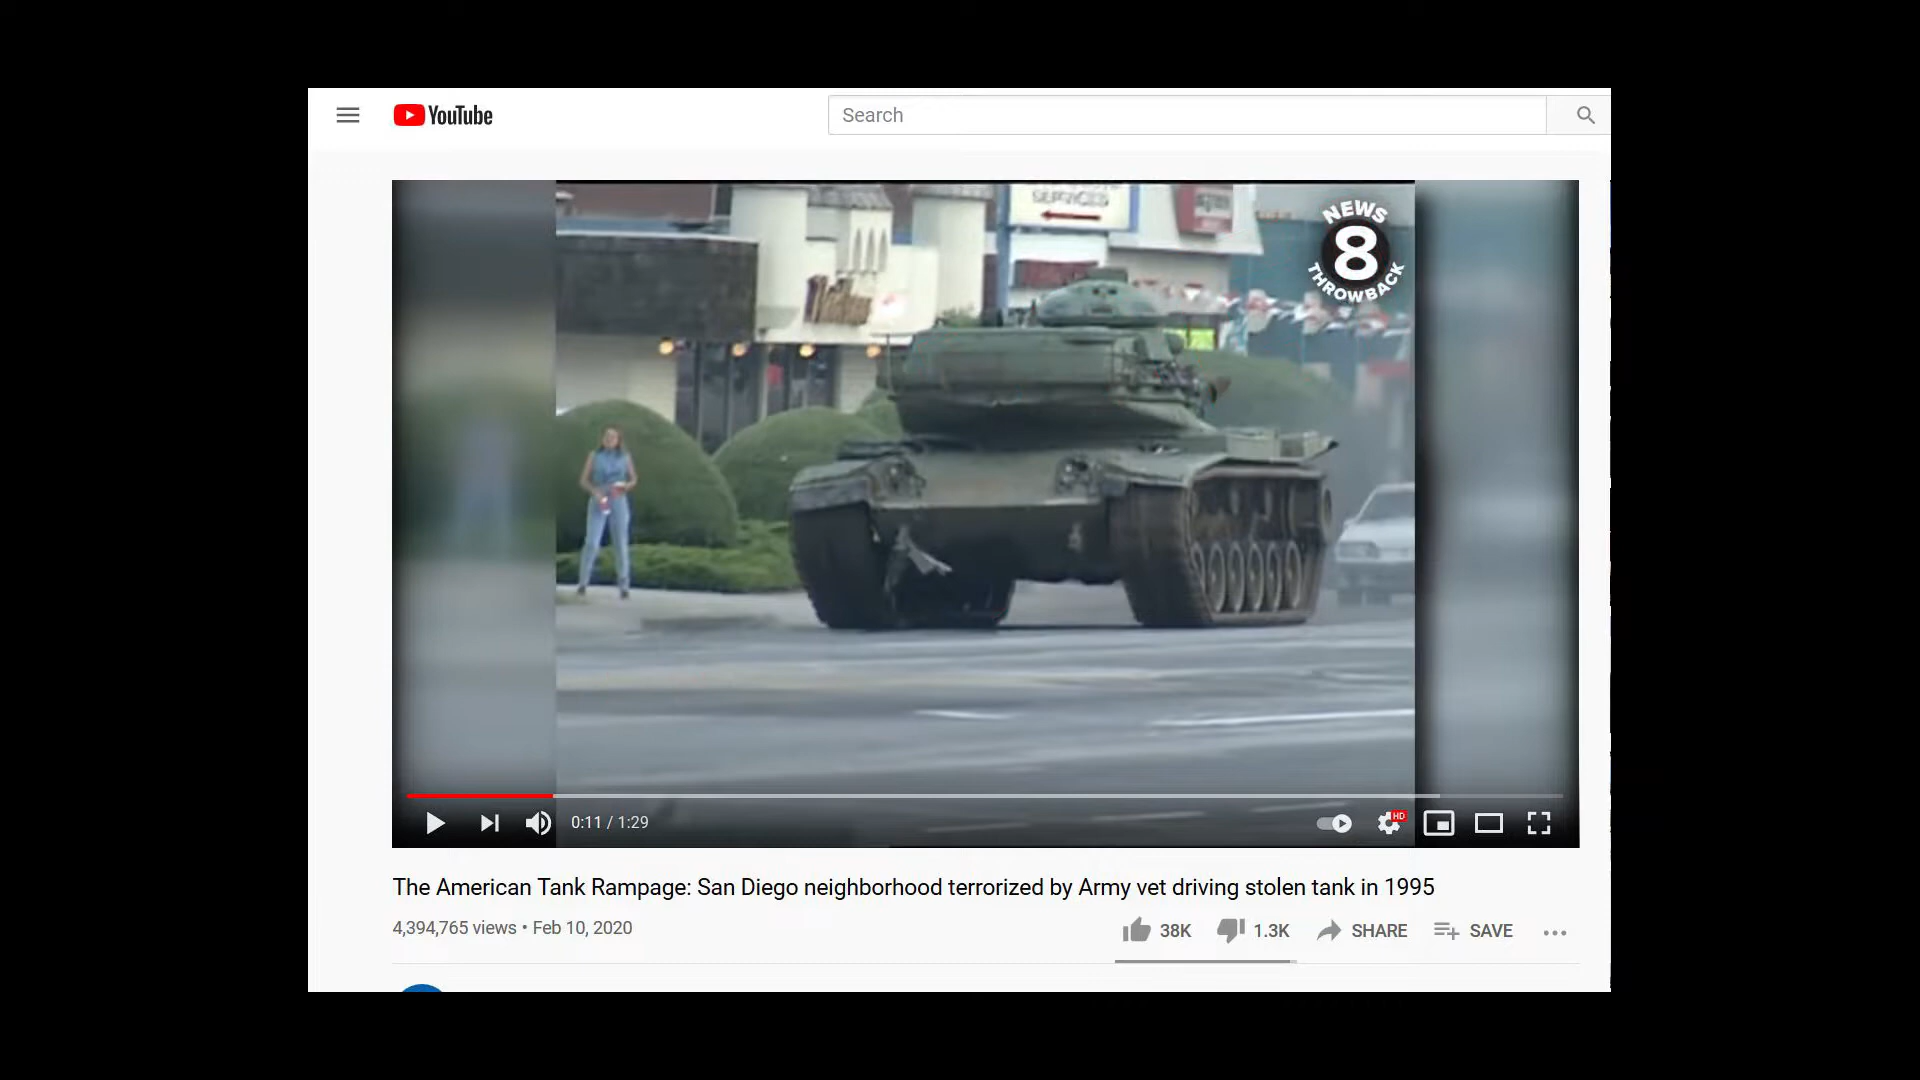 YouTube
Search
SERVICES
NEWS
8
THROWBACK
0:11 / 1:29
HD
The American Tank Rampage: San Diego neighborhood terrorized by Army vet driving stolen tank in 1995
4,394,765 views • Feb 10, 2020
38K
1.3K
SHARE
SAVE